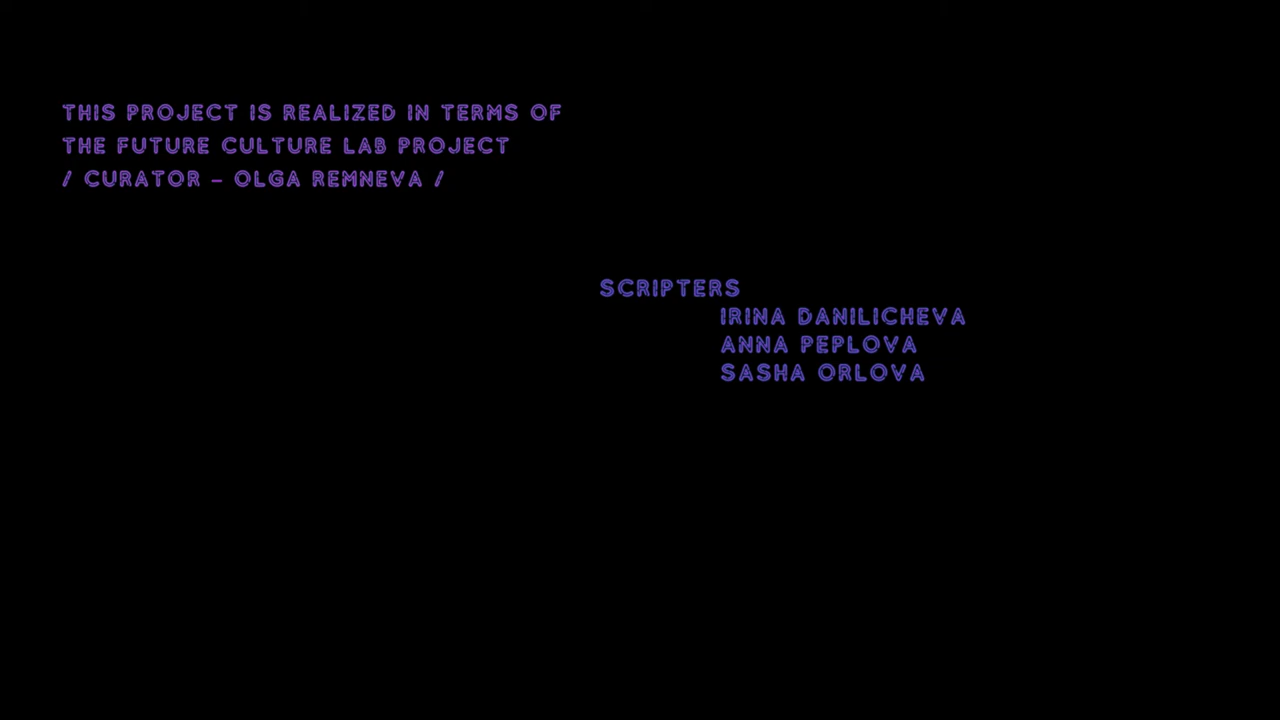 THIS PROJECT IS REALIZED IN TERMS OF
THE FUTURE CULTURE LAB PROJECT
/ CURATOR – OLGA REMNEVA /
SCRIPTERS
IRINA DANILICHEVA
ANNA PEPLOVA
SASHA ORLOVA